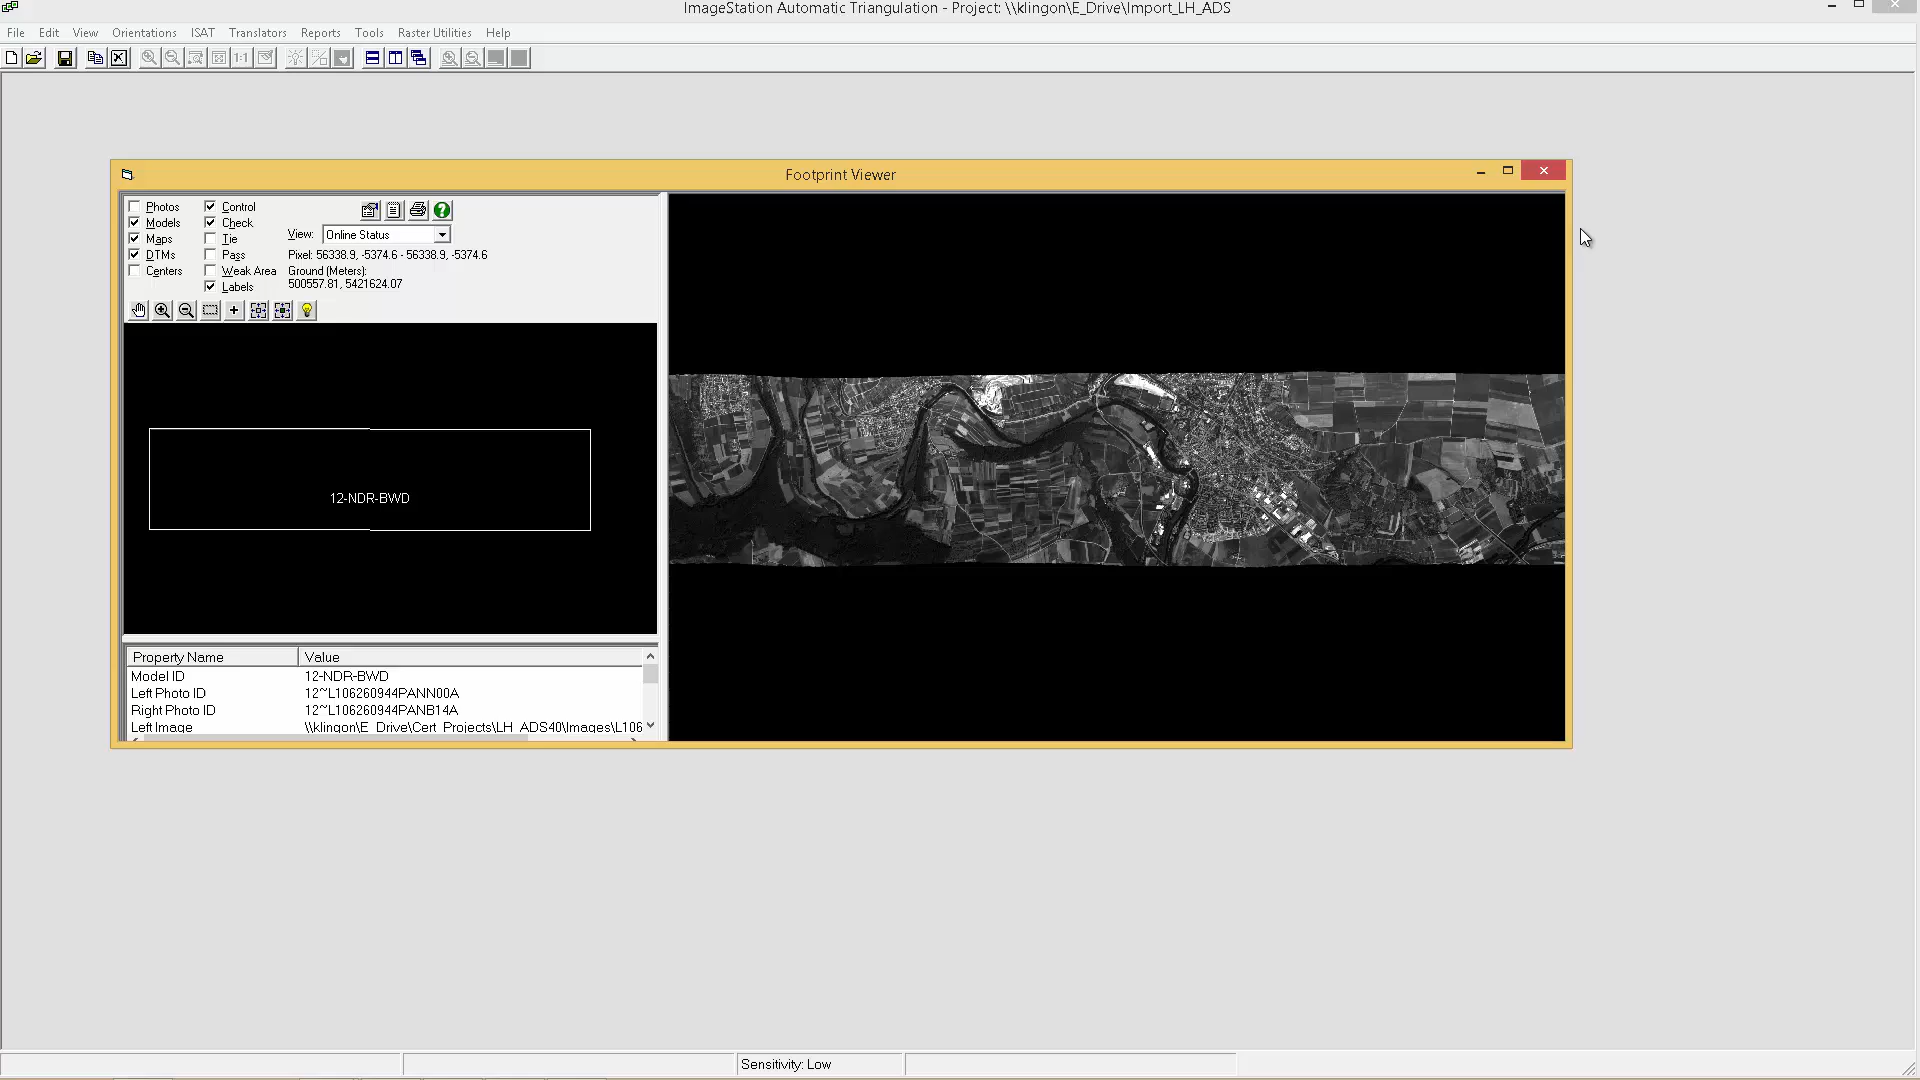 ImageStation Automatic Triangulation - Project: \\klingon\E_Drive\Import_LH_ADS
File Edit View Orientations ISAT Translators Reports Tools Raster Utilities Help
1:1
Footprint Viewer
Photos Control
Models Check
Maps Tie View: Online Status
DTMs Pass Pixel: 56338.9, -5374.6 - 56338.9, -5374.6
Centers Weak Area Ground (Meters):
Labels 500557.81, 5421624.07
12-NDR-BWD
Property Name Value
Model ID 12-NDR-BWD
Left Photo ID 12~L106260944PANN00A
Right Photo ID 12~L106260944PANB14A
Left Image \\klingon\E_Drive\Cert_Projects\LH_ADS40\Images\L106
Sensitivity: Low